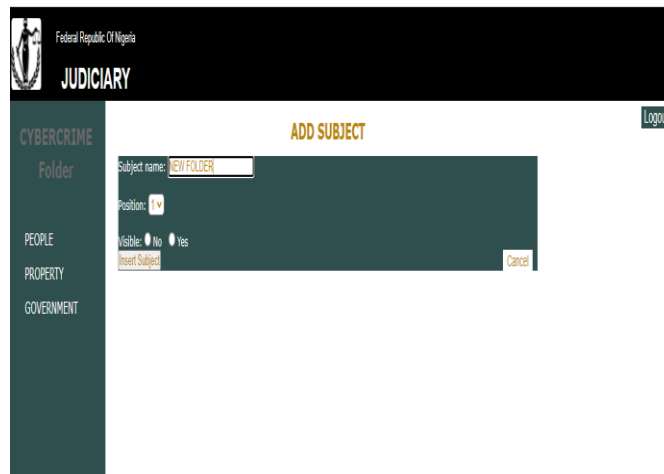 Federal Republic Of Nigeria
JUDICIARY
Logou
CYBERCRIME
Folder
PEOPLE
PROPERTY
GOVERNMENT
ADD SUBJECT
Subject name: NEW FOLDER
Position: 1
Visible: No Yes
Insert Subject Cancel